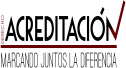 ACREDITACIÓN
MARCANDO JUNTOS LA DIFERENCIA